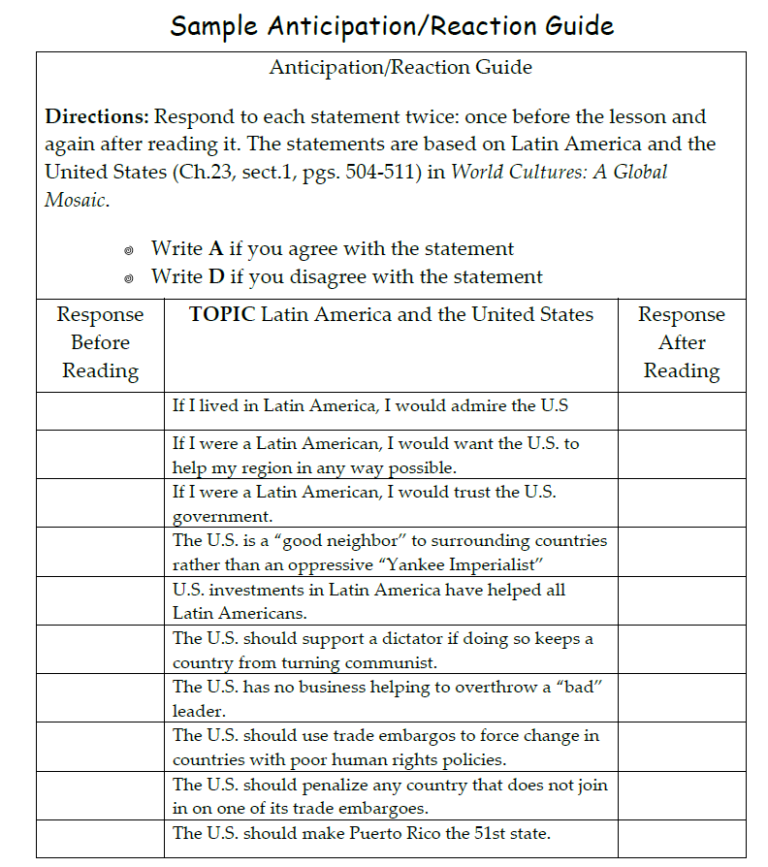 Sample Anticipation/Reaction Guide
Anticipation/Reaction Guide
Directions: Respond to each statement twice: once before the lesson and
again after reading it. The statements are based on Latin America and the
United States (Ch.23, sect.1, pgs. 504-511) in World Cultures: A Global
Mosaic.
Write A if you agree with the statement
Write D if you disagree with the statement
Response
Before
Reading
TOPIC Latin America and the United States
Response
After
Reading
If I lived in Latin America, I would admire the U.S
If I were a Latin American, I would want the U.S. to
help my region in any way possible.
If I were a Latin American, I would trust the U.S.
government.
The U.S. is a “good neighbor” to surrounding countries
rather than an oppressive “Yankee Imperialist”
U.S. investments in Latin America have helped all
Latin Americans.
The U.S. should support a dictator if doing so keeps a
country from turning communist.
The U.S. has no business helping to overthrow a “bad”
leader.
The U.S. should use trade embargos to force change in
countries with poor human rights policies.
The U.S. should penalize any country that does not join
in on one of its trade embargoes.
The U.S. should make Puerto Rico the 51st state.